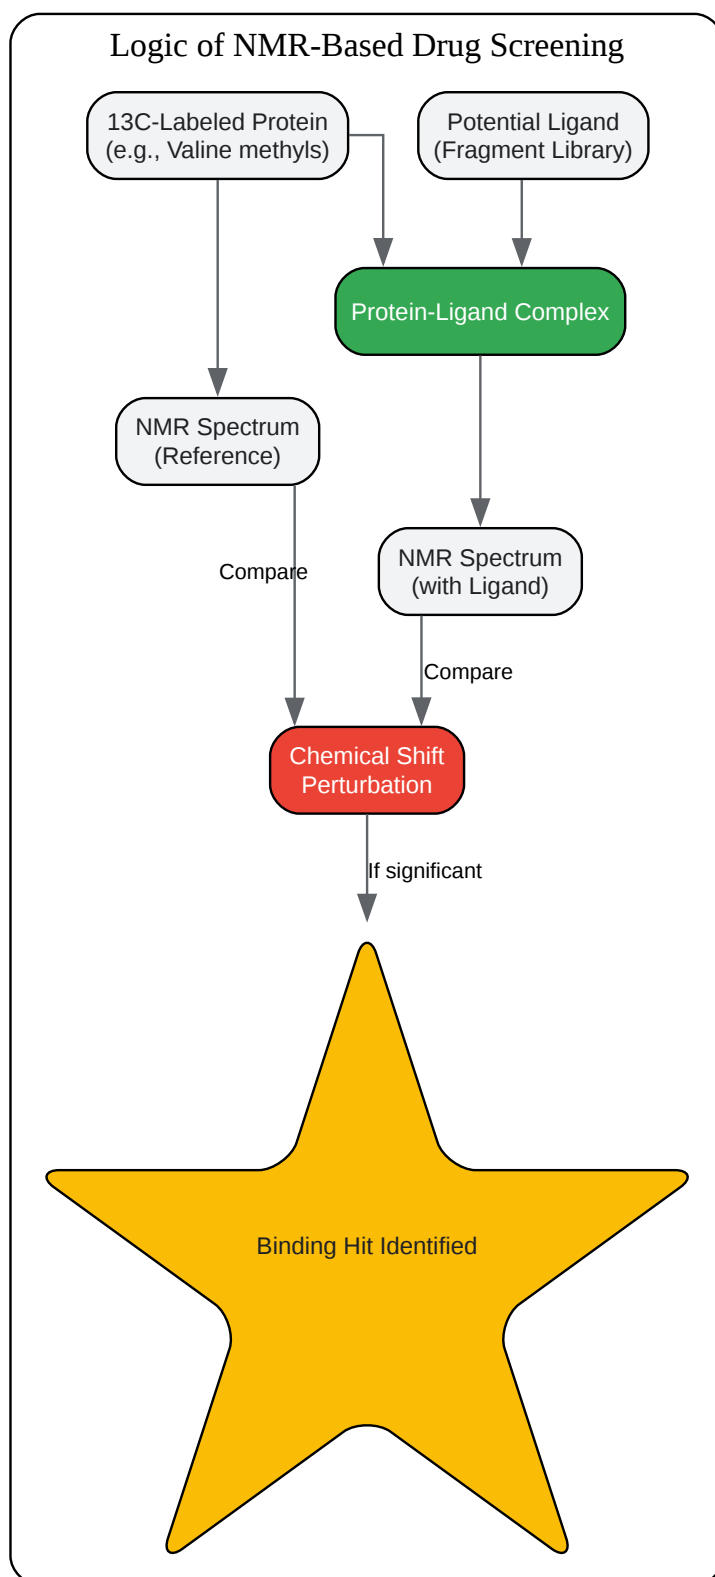 Logic of NMR-Based Drug Screening
13C-Labeled Protein
(e.g., Valine methyls)
Potential Ligand
(Fragment Library)
Protein-Ligand Complex
NMR Spectrum
(Reference)
NMR Spectrum
(with Ligand)
Compare
Compare
Chemical Shift
Perturbation
If significant
Binding Hit Identified